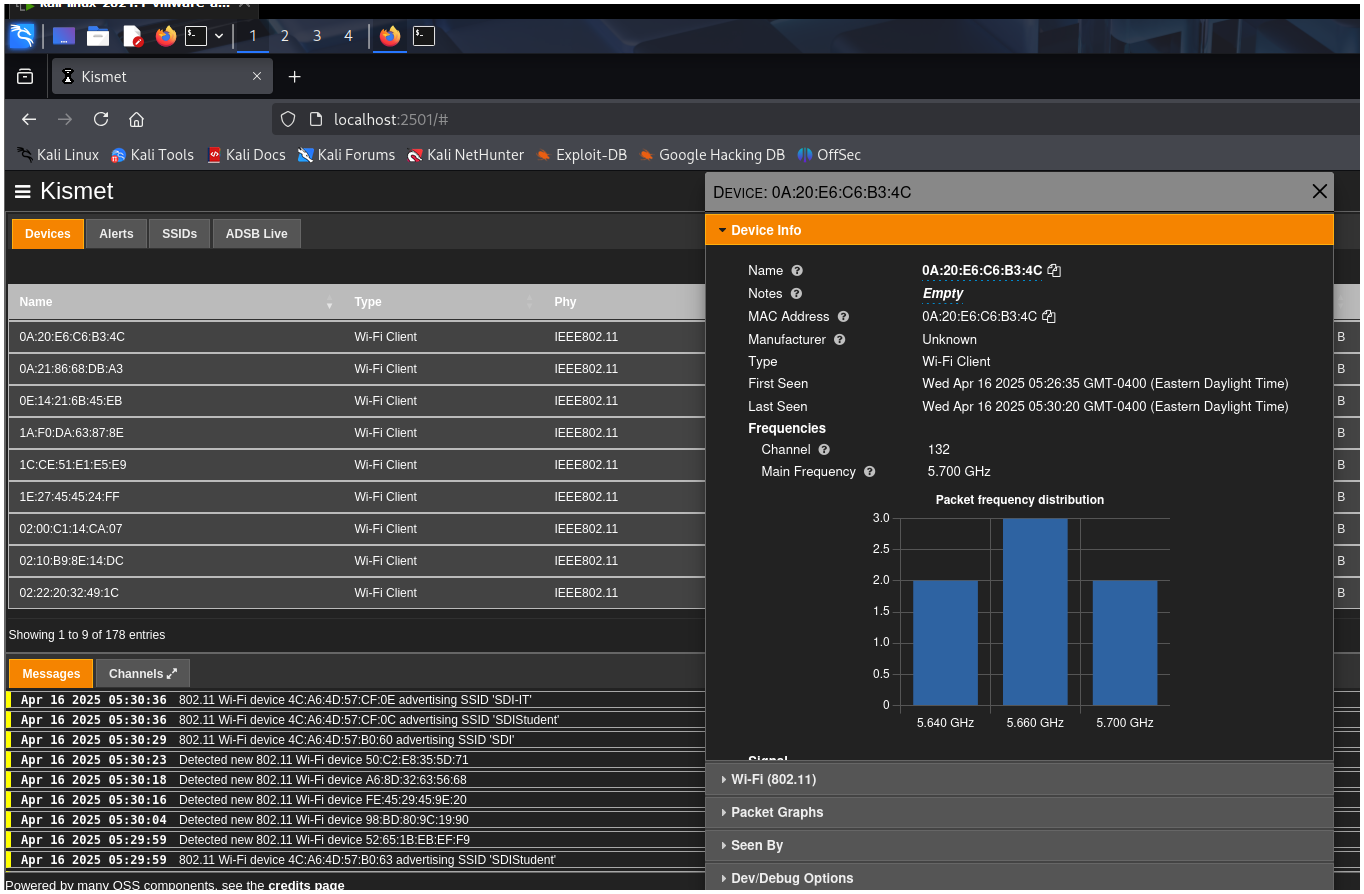 kali-linux-2024.4-vmware-a...
1 2 3 4
Kismet
localhost:2501/#
Kali Linux Kali Tools Kali Docs Kali Forums Kali NetHunter Exploit-DB Google Hacking DB OffSec
Kismet
Devices Alerts SSIDs ADSB Live
Name Type Phy
0A:20:E6:C6:B3:4C Wi-Fi Client IEEE802.11 B
0A:21:86:68:DB:A3 Wi-Fi Client IEEE802.11 B
0E:14:21:6B:45:EB Wi-Fi Client IEEE802.11 B
1A:F0:DA:63:87:8E Wi-Fi Client IEEE802.11 B
1C:CE:51:E1:E5:E9 Wi-Fi Client IEEE802.11 B
1E:27:45:45:24:FF Wi-Fi Client IEEE802.11 B
02:00:C1:14:CA:07 Wi-Fi Client IEEE802.11 B
02:10:B9:8E:14:DC Wi-Fi Client IEEE802.11 B
02:22:20:32:49:1C Wi-Fi Client IEEE802.11 B
Showing 1 to 9 of 178 entries
Messages Channels
Apr 16 2025 05:30:36 802.11 Wi-Fi device 4C:A6:4D:57:CF:0E advertising SSID 'SDI-IT'
Apr 16 2025 05:30:36 802.11 Wi-Fi device 4C:A6:4D:57:CF:0C advertising SSID 'SDIStudent'
Apr 16 2025 05:30:29 802.11 Wi-Fi device 4C:A6:4D:57:B0:60 advertising SSID 'SDI'
Apr 16 2025 05:30:23 Detected new 802.11 Wi-Fi device 50:C2:E8:35:5D:71
Apr 16 2025 05:30:18 Detected new 802.11 Wi-Fi device A6:8D:32:63:56:68
Apr 16 2025 05:30:16 Detected new 802.11 Wi-Fi device FE:45:29:45:9E:20
Apr 16 2025 05:30:04 Detected new 802.11 Wi-Fi device 98:BD:80:9C:19:90
Apr 16 2025 05:29:59 Detected new 802.11 Wi-Fi device 52:65:1B:EB:EF:F9
Apr 16 2025 05:29:59 802.11 Wi-Fi device 4C:A6:4D:57:B0:63 advertising SSID 'SDIStudent'
Powered by many OSS components, see the credits page
DEVICE: 0A:20:E6:C6:B3:4C
Device Info
Name 0A:20:E6:C6:B3:4C
Notes Empty
MAC Address 0A:20:E6:C6:B3:4C
Manufacturer Unknown
Type Wi-Fi Client
First Seen Wed Apr 16 2025 05:26:35 GMT-0400 (Eastern Daylight Time)
Last Seen Wed Apr 16 2025 05:30:20 GMT-0400 (Eastern Daylight Time)
Frequencies
Channel 132
Main Frequency 5.700 GHz
Packet frequency distribution
3.0
2.5
2.0
1.5
1.0
0.5
0
5.640 GHz 5.660 GHz 5.700 GHz
Signal
Wi-Fi (802.11)
Packet Graphs
Seen By
Dev/Debug Options